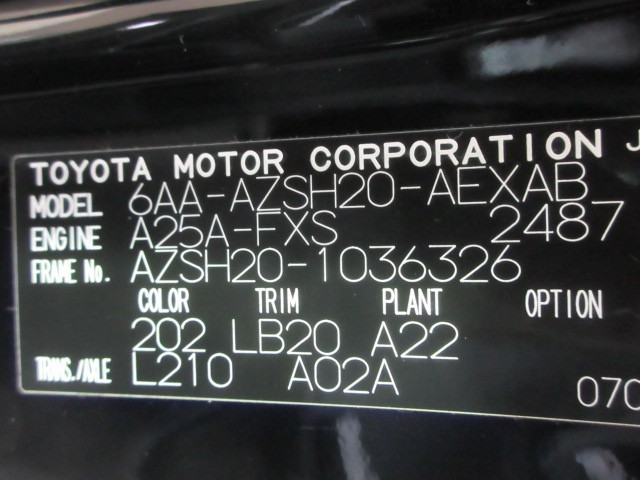 TOYOTA MOTOR CORPORATION J
MODEL 6AA-AZSH20-AEXAB
ENGINE A25A-FXS 2487
FRAME No. AZSH20-1036326
COLOR TRIM PLANT OPTION
202 LB20 A22
TRANS./AXLE L210 A02A
070